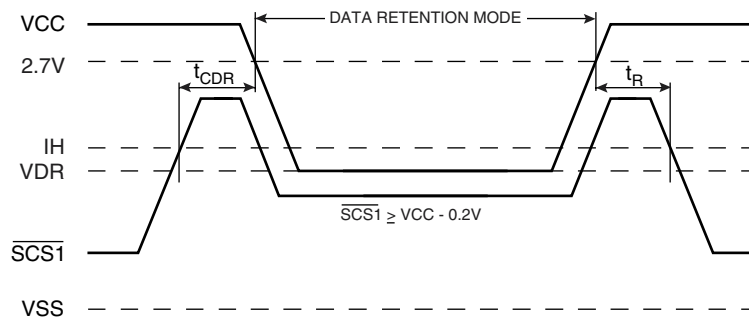 VCC
DATA RETENTION MODE
2.7V
tCDR
tR
IH
VDR
SCS1 ≥ VCC - 0.2V
SCS1
VSS